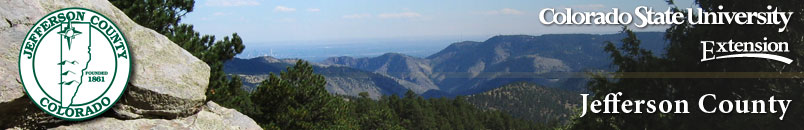 JEFFERSON COUNTY
FOUNDED
1861
COLORADO
Colorado State University
Extension
Jefferson County